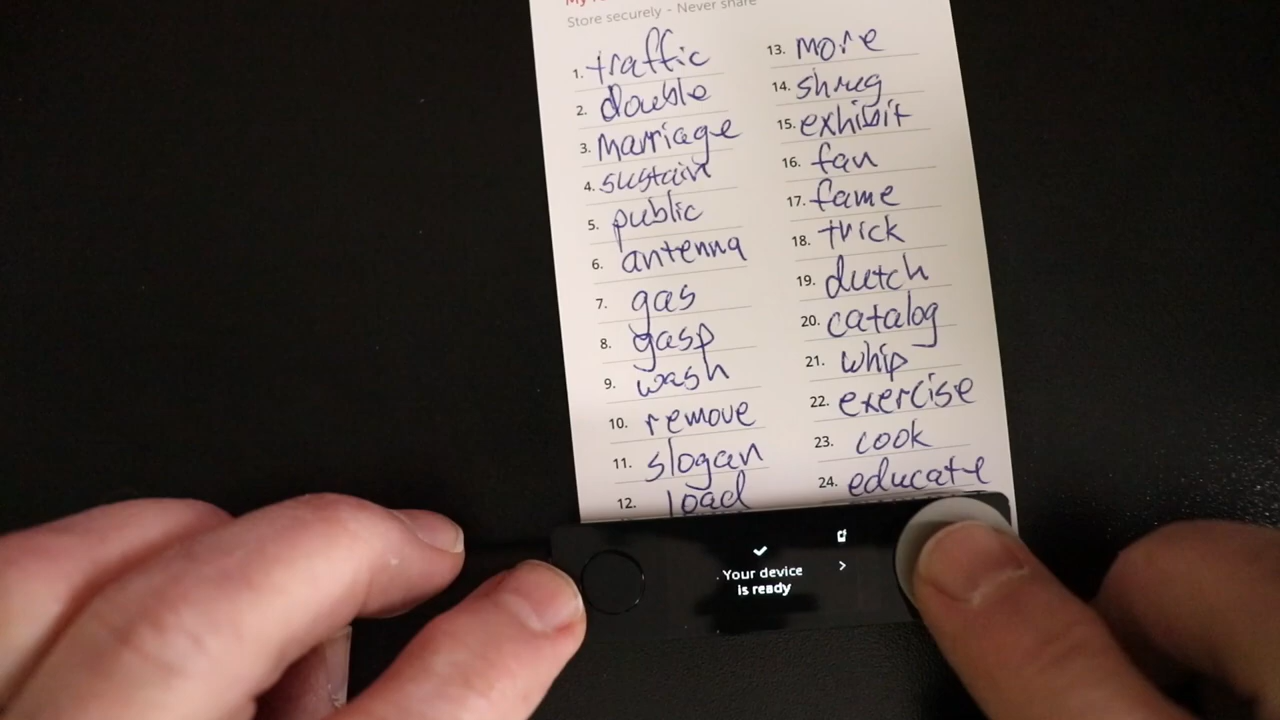 My
Store securely - Never share
1. traffic
2. double
3. marriage
4. sustain
5. public
6. antenna
7. gas
8. gasp
9. wash
10. remove
11. slogan
12. load
13. more
14. shrug
15. exhibit
16. fan
17. fame
18. trick
19. dutch
20. catalog
21. whip
22. exercise
23. cook
24. educate
Your device
is ready